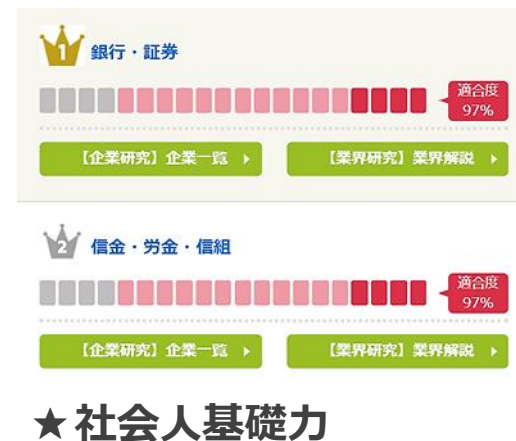 1 銀行・証券
適合度
97%
【企業研究】企業一覧 【業界研究】業界解説
2 信金・労金・信組
適合度
97%
【企業研究】企業一覧 【業界研究】業界解説
★社会人基礎力